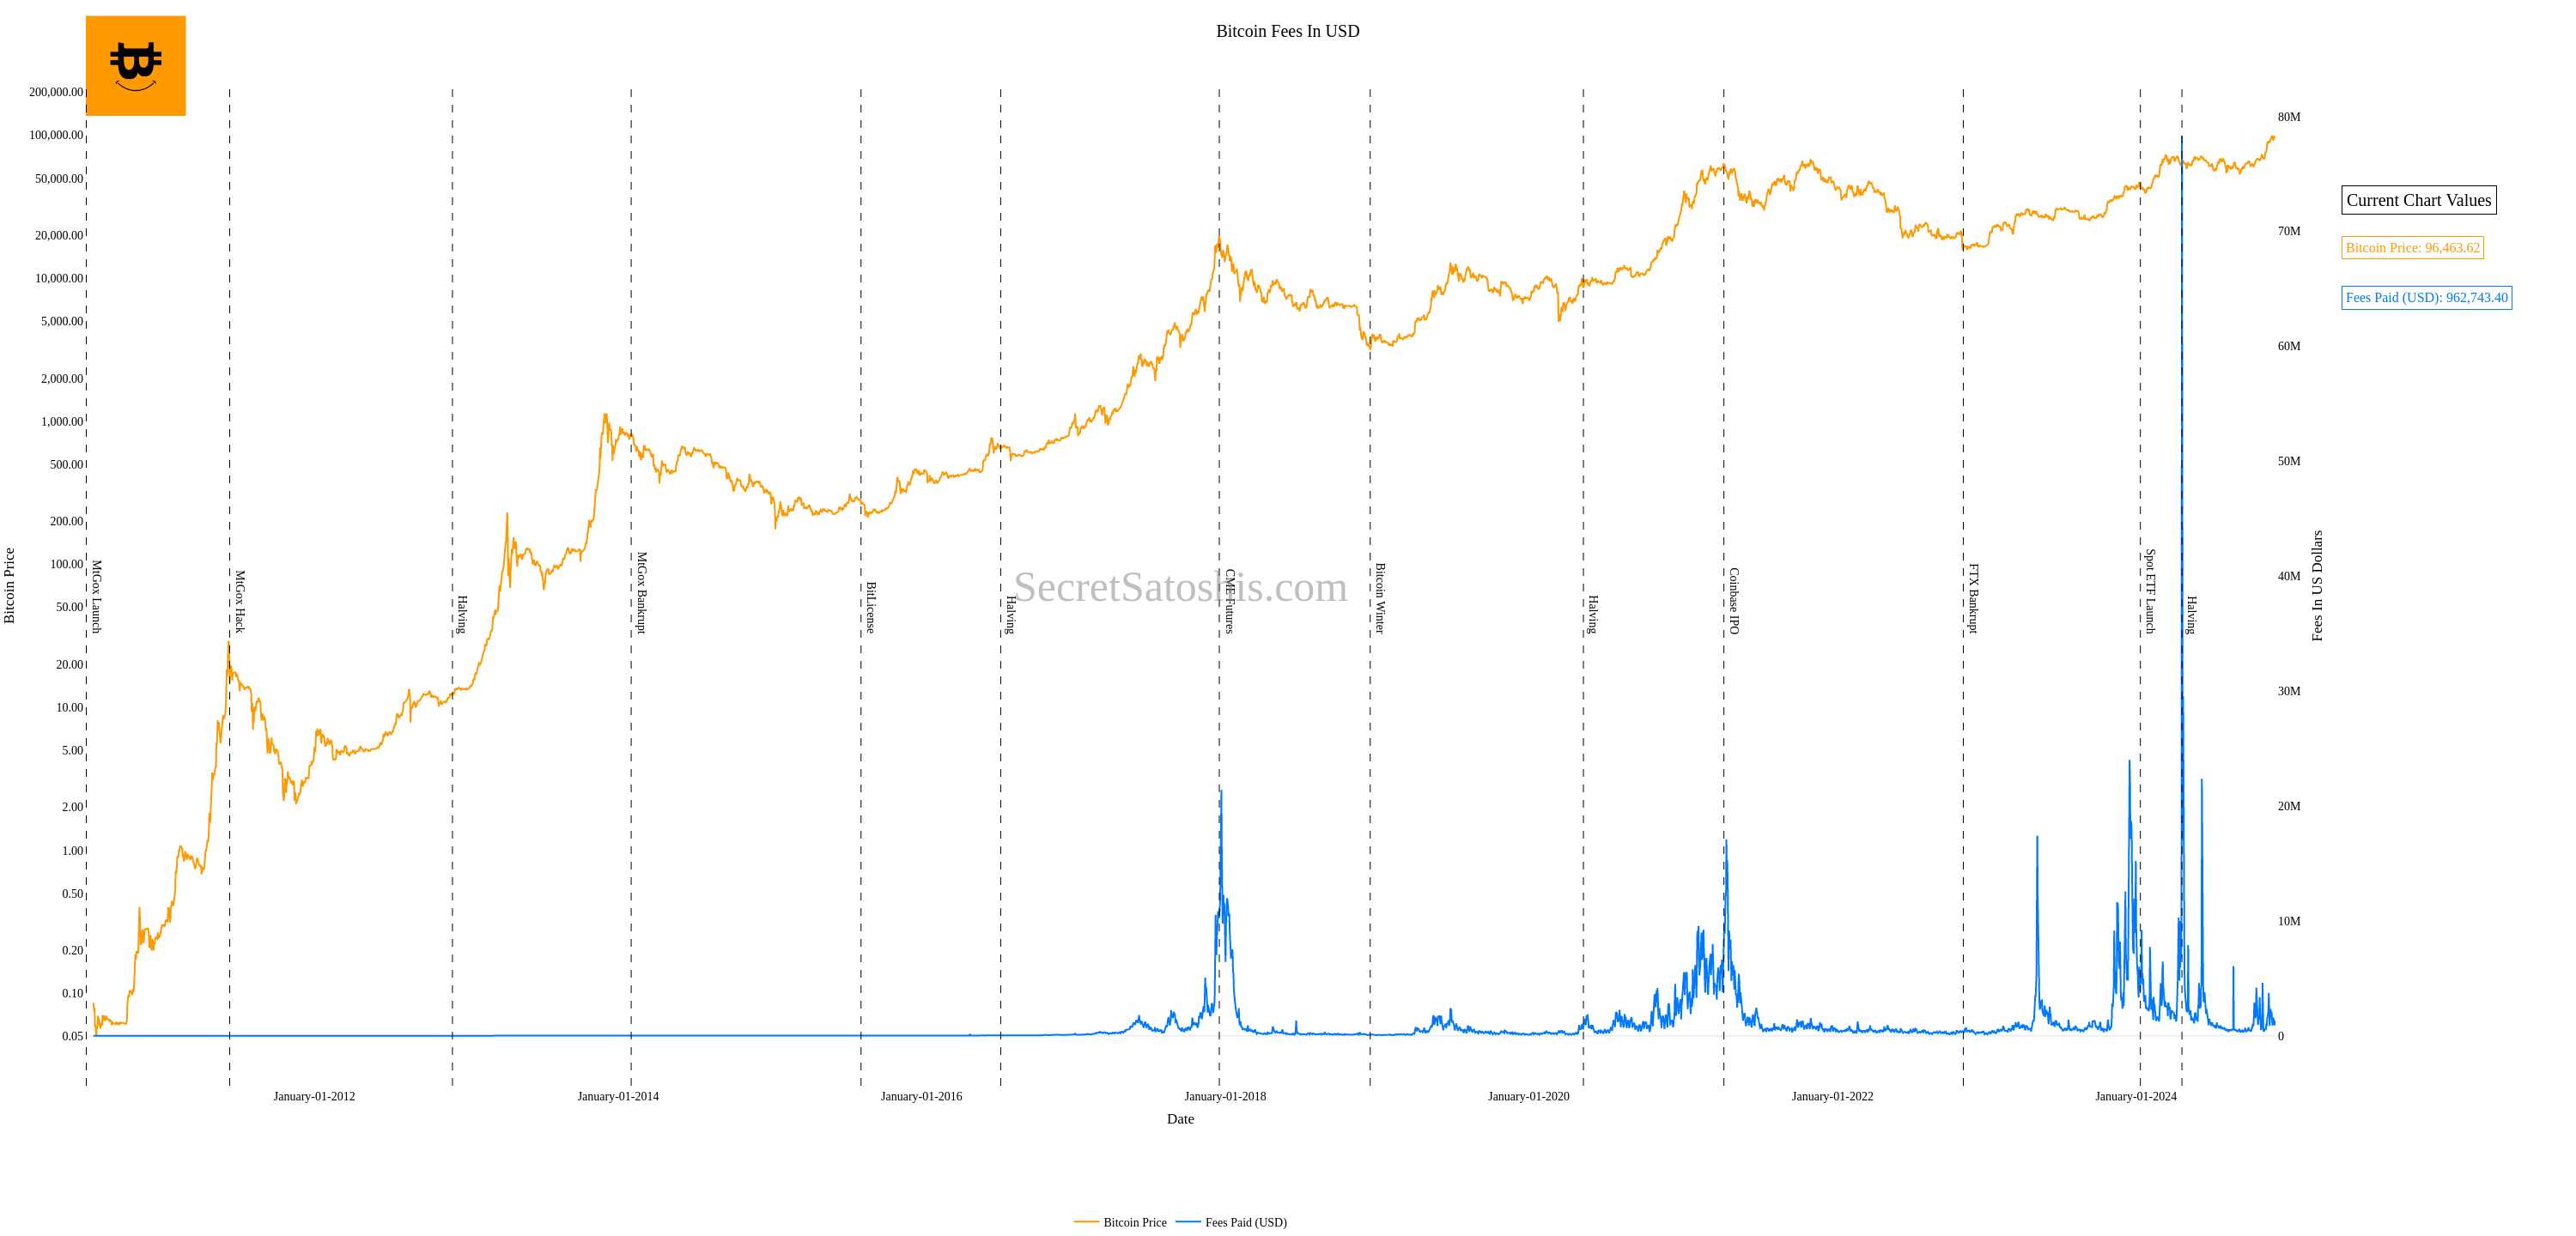 Bitcoin Fees In USD
200,000.00
100,000.00
50,000.00
20,000.00
10,000.00
5,000.00
2,000.00
1,000.00
500.00
200.00
100.00
50.00
20.00
10.00
5.00
2.00
1.00
0.50
0.20
0.10
0.05
Bitcoin Price
MtGox Launch
MtGox Hack
Halving
MtGox Bankrupt
BitLicense
Halving
CME Futures
Bitcoin Winter
Halving
Coinbase IPO
FTX Bankrupt
Spot ETF Launch
Halving
SecretSatoshis.com
80M
70M
60M
50M
40M
30M
20M
10M
0
Fees In US Dollars
Current Chart Values
Bitcoin Price: 96,463.62
Fees Paid (USD): 962,743.40
January-01-2012
January-01-2014
January-01-2016
January-01-2018
January-01-2020
January-01-2022
January-01-2024
Date
Bitcoin Price
Fees Paid (USD)